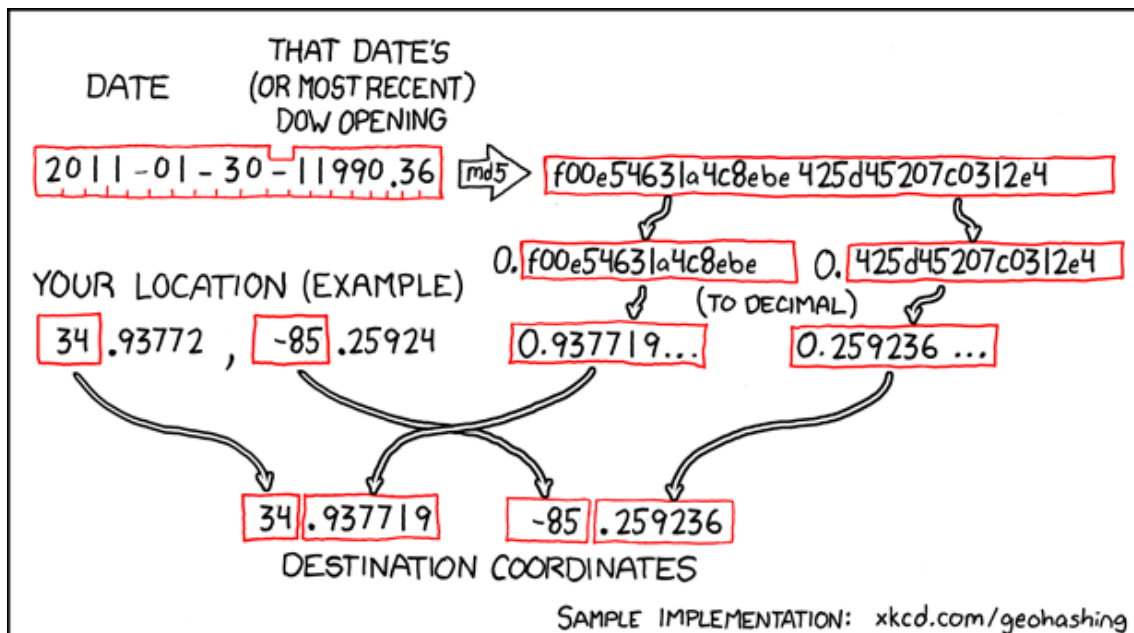 DATE
THAT DATE'S
(OR MOST RECENT)
DOW OPENING
2011-01-30-11990.36
md5
f00e54631a4c8ebe425d45207c0312e4
0.f00e54631a4c8ebe
0.425d45207c0312e4
YOUR LOCATION (EXAMPLE)
(TO DECIMAL)
34.93772, -85.25924
0.937719...
0.259236...
34.937719
-85.259236
DESTINATION COORDINATES
SAMPLE IMPLEMENTATION: xkcd.com/geohashing